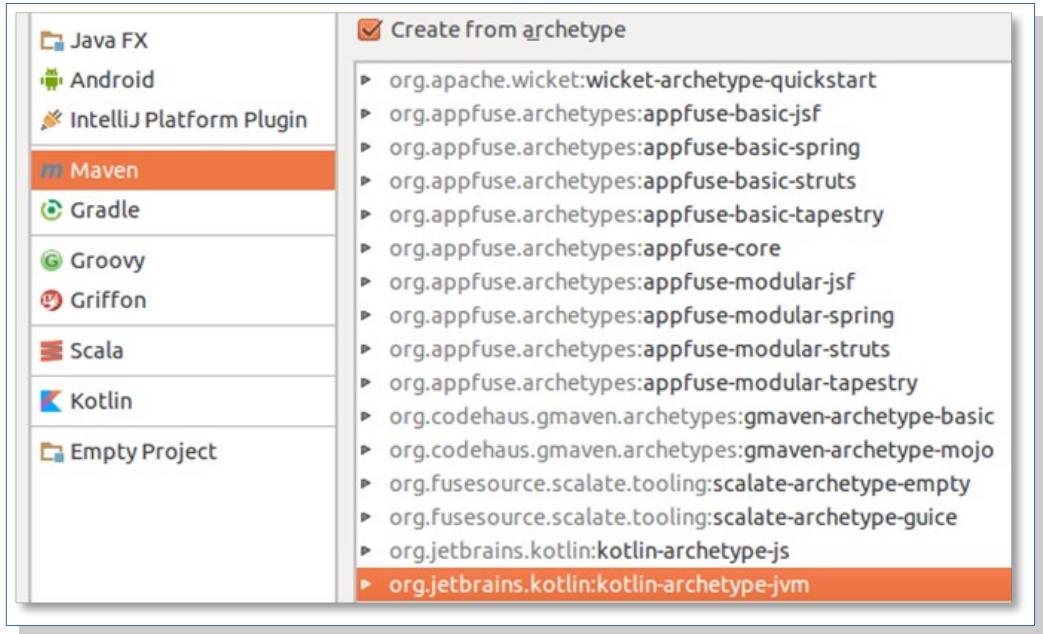 Java FX
Android
IntelliJ Platform Plugin
Maven
Gradle
Groovy
Griffon
Scala
Kotlin
Empty Project
Create from archetype
org.apache.wicket:wicket-archetype-quickstart
org.appfuse.archetypes:appfuse-basic-jsf
org.appfuse.archetypes:appfuse-basic-spring
org.appfuse.archetypes:appfuse-basic-struts
org.appfuse.archetypes:appfuse-basic-tapestry
org.appfuse.archetypes:appfuse-core
org.appfuse.archetypes:appfuse-modular-jsf
org.appfuse.archetypes:appfuse-modular-spring
org.appfuse.archetypes:appfuse-modular-struts
org.appfuse.archetypes:appfuse-modular-tapestry
org.codehaus.gmaven.archetypes:gmaven-archetype-basic
org.codehaus.gmaven.archetypes:gmaven-archetype-mojo
org.fusesource.scalate.tooling:scalate-archetype-empty
org.fusesource.scalate.tooling:scalate-archetype-guice
org.jetbrains.kotlin:kotlin-archetype-js
org.jetbrains.kotlin:kotlin-archetype-jvm